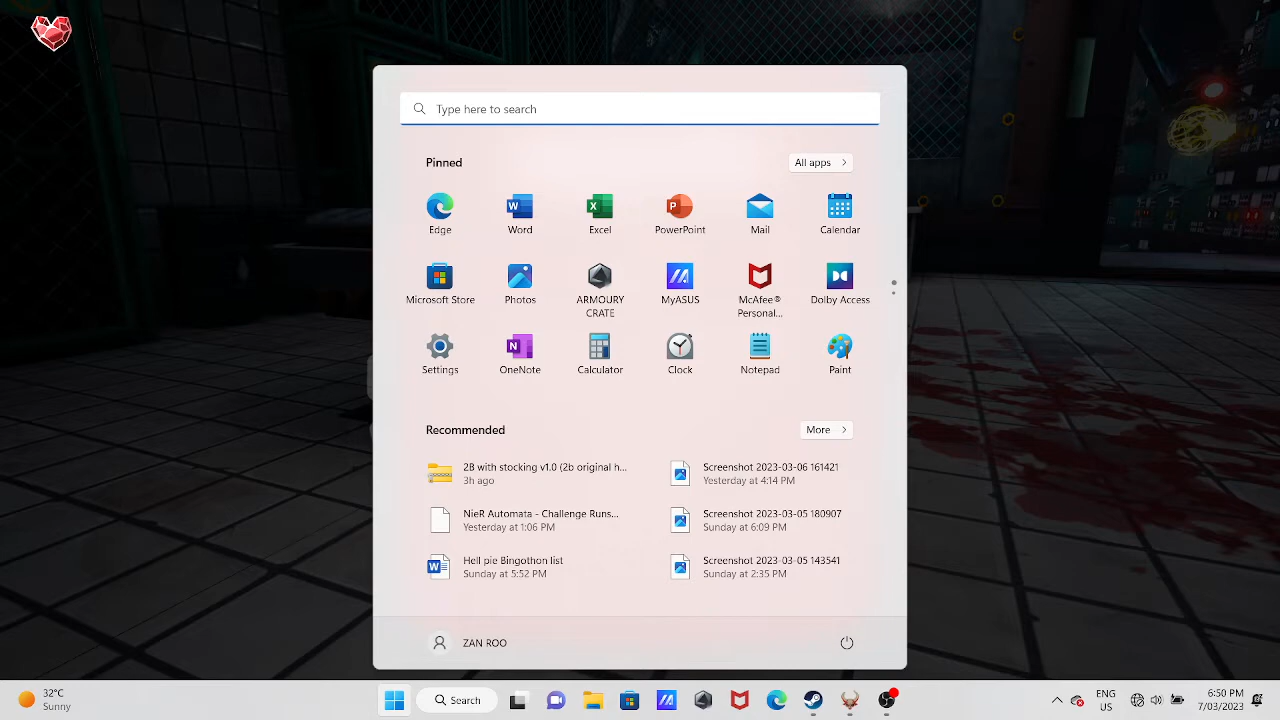 Type here to search
Pinned
All apps
Edge
Word
Excel
PowerPoint
Mail
Calendar
Microsoft Store
Photos
ARMOURY
CRATE
MyASUS
McAfee®
Personal...
Dolby Access
Settings
OneNote
Calculator
Clock
Notepad
Paint
Recommended
More
2B with stocking v1.0 (2b original h...
3h ago
Screenshot 2023-03-06 161421
Yesterday at 4:14 PM
NieR Automata - Challenge Runs...
Yesterday at 1:06 PM
Screenshot 2023-03-05 180907
Sunday at 6:09 PM
Hell pie Bingothon list
Sunday at 5:52 PM
Screenshot 2023-03-05 143541
Sunday at 2:35 PM
ZAN ROO
32°C
Sunny
Search
ENG
US
6:30 PM
7/03/2023